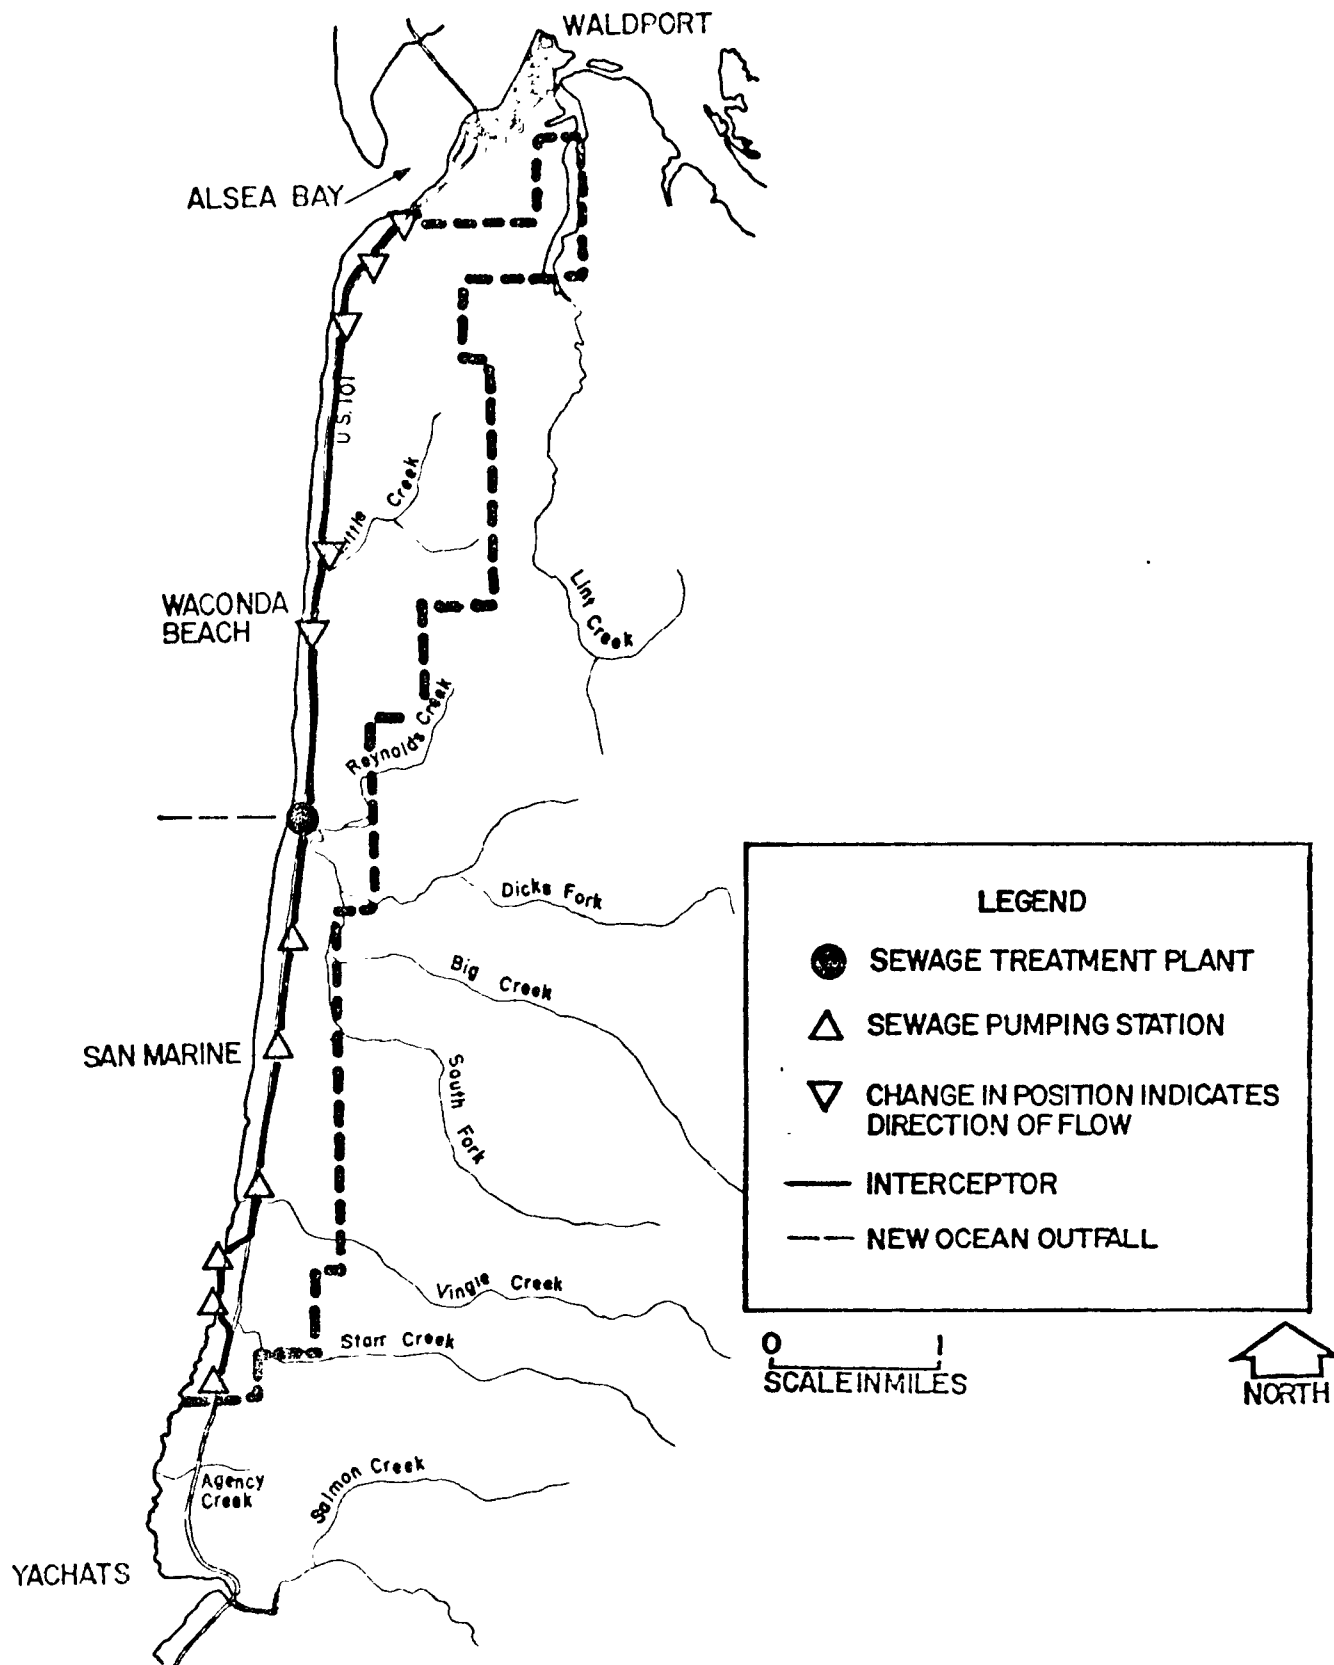 WALDPORT
ALSEA BAY
U.S. 101
Creek
WACONDA
BEACH
Lint Creek
Reynolds Creek
Dicks Fork
Big Creek
SAN MARINE
South Fork
Vingie Creek
Starr Creek
Agency
Creek
Salmon Creek
YACHATS
LEGEND
SEWAGE TREATMENT PLANT
SEWAGE PUMPING STATION
CHANGE IN POSITION INDICATES
DIRECTION OF FLOW
INTERCEPTOR
NEW OCEAN OUTFALL
0 1
SCALE IN MILES
NORTH